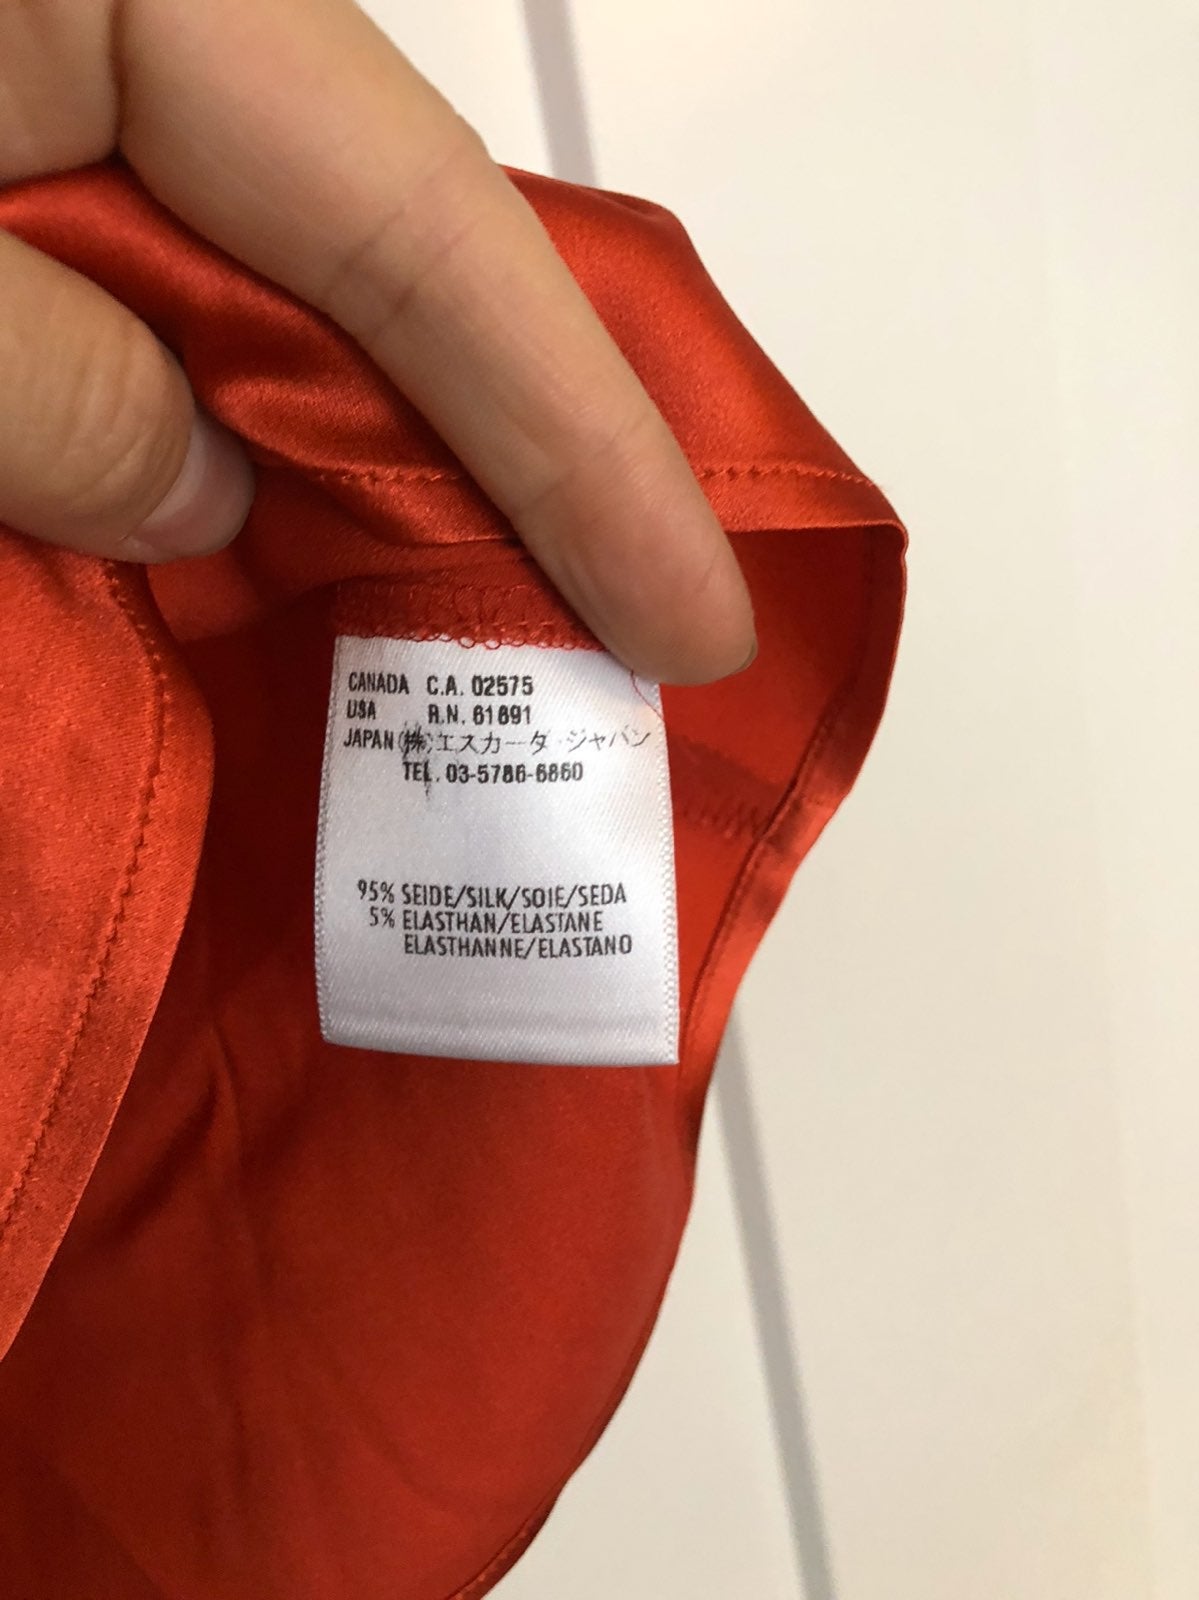 CANADA C.A. 02575
USA R.N. 61691
JAPAN (株)エスカーダ・ジャパン
TEL. 03-5786-6860
95% SEIDE/SILK/SOIE/SEDA
5% ELASTHAN/ELASTANE
ELASTHANNE/ELASTANO